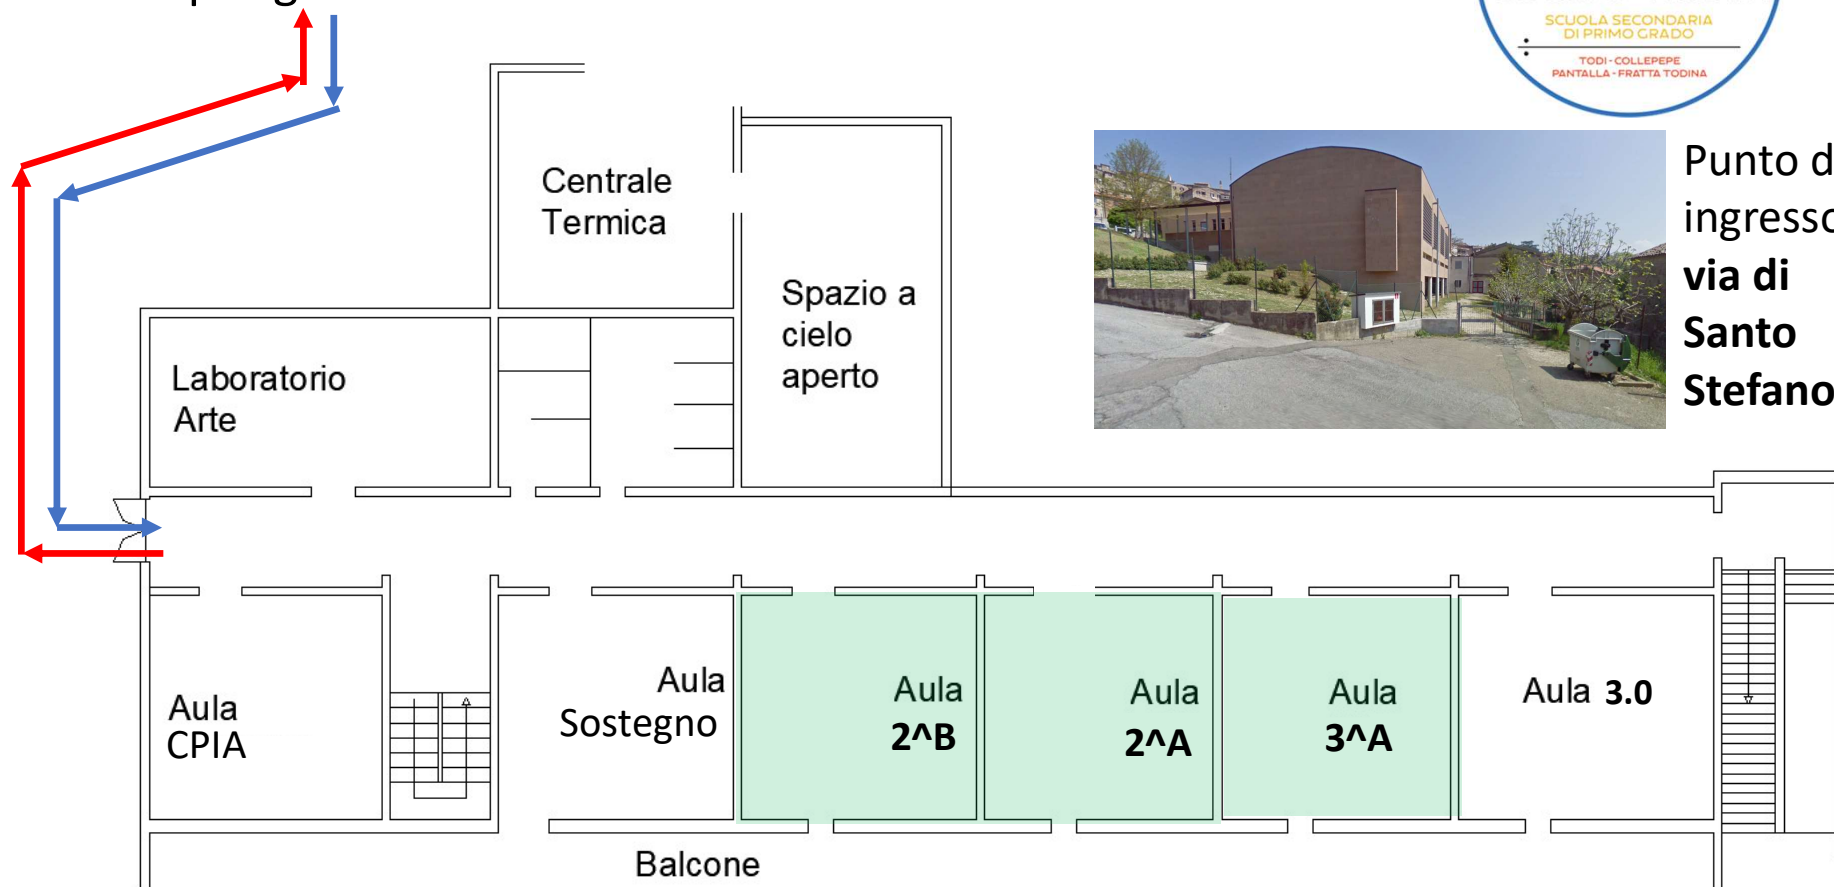 SCUOLA SECONDARIA
DI PRIMO GRADO
TODI - COLLEPEPE
PANTALLA - FRATTA TODINA
Punto d
ingresso
via di
Santo
Stefano
Centrale
Termica
Spazio a
cielo
aperto
Laboratorio
Arte
Aula
CPIA
Aula
Sostegno
Aula
2^B
Aula
2^A
Aula
3^A
Aula 3.0
Balcone